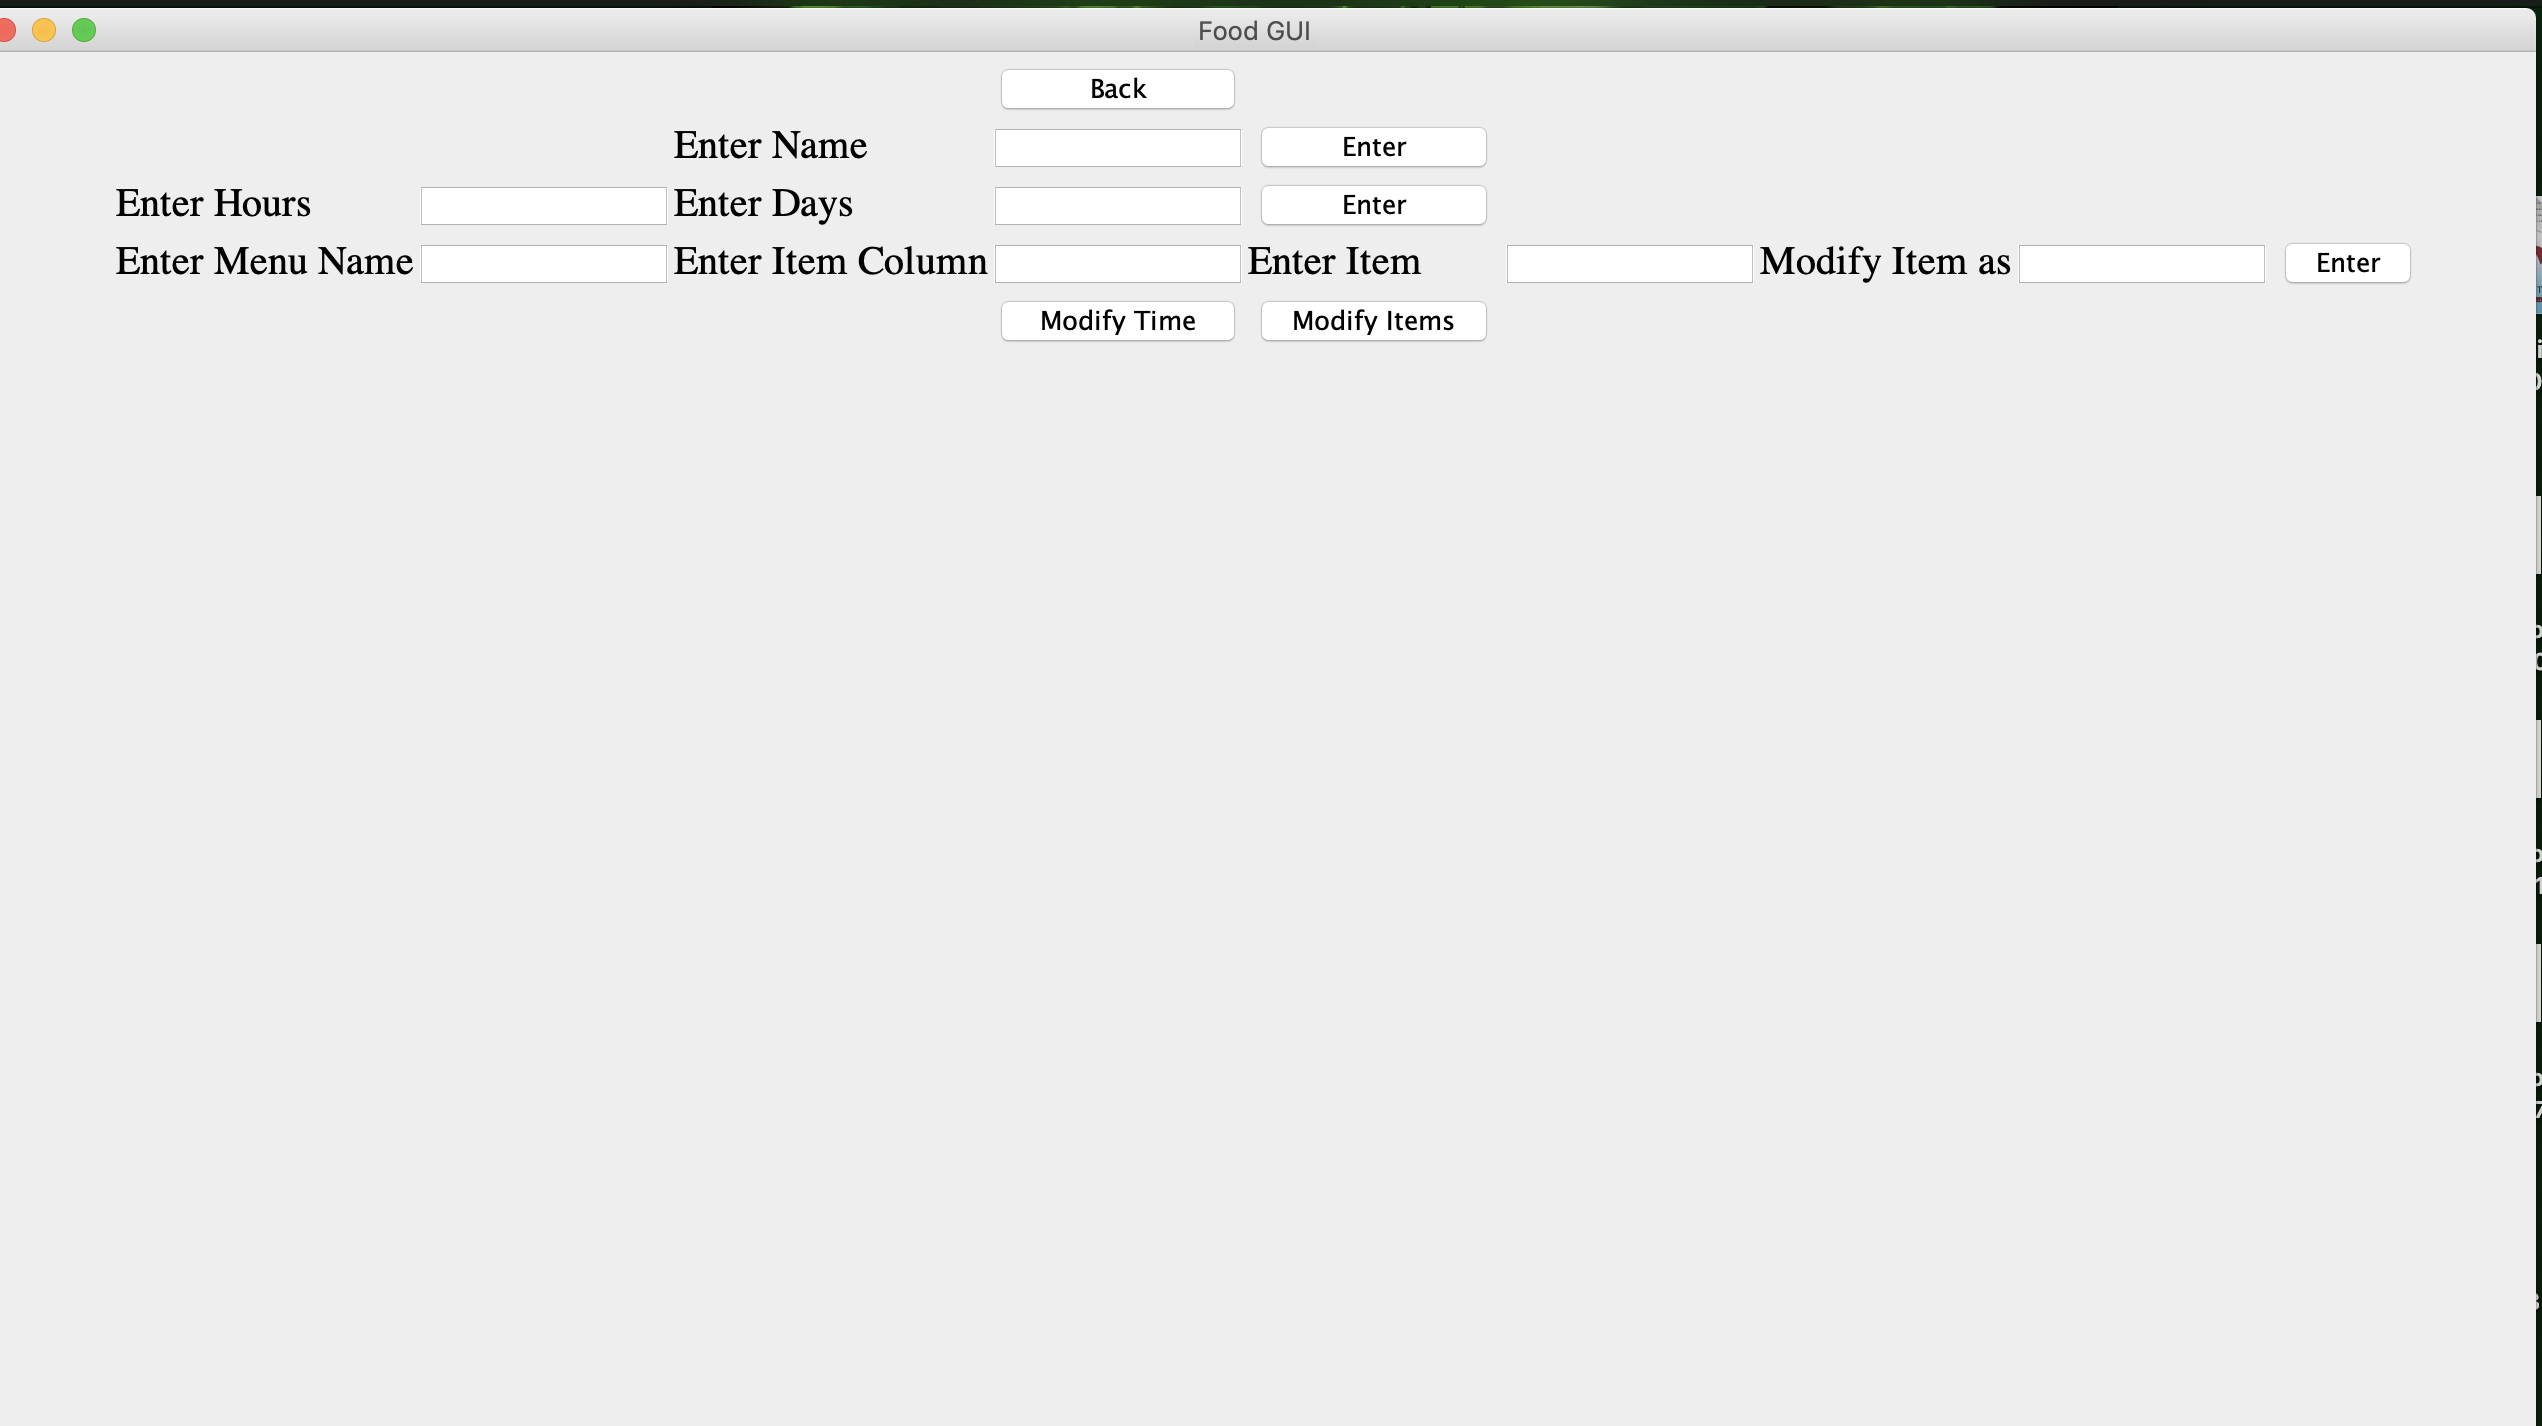 Food GUI
Back
Enter Name Enter
Enter Hours Enter Days Enter
Enter Menu Name Enter Item Column Enter Item Modify Item as Enter
Modify Time Modify Items